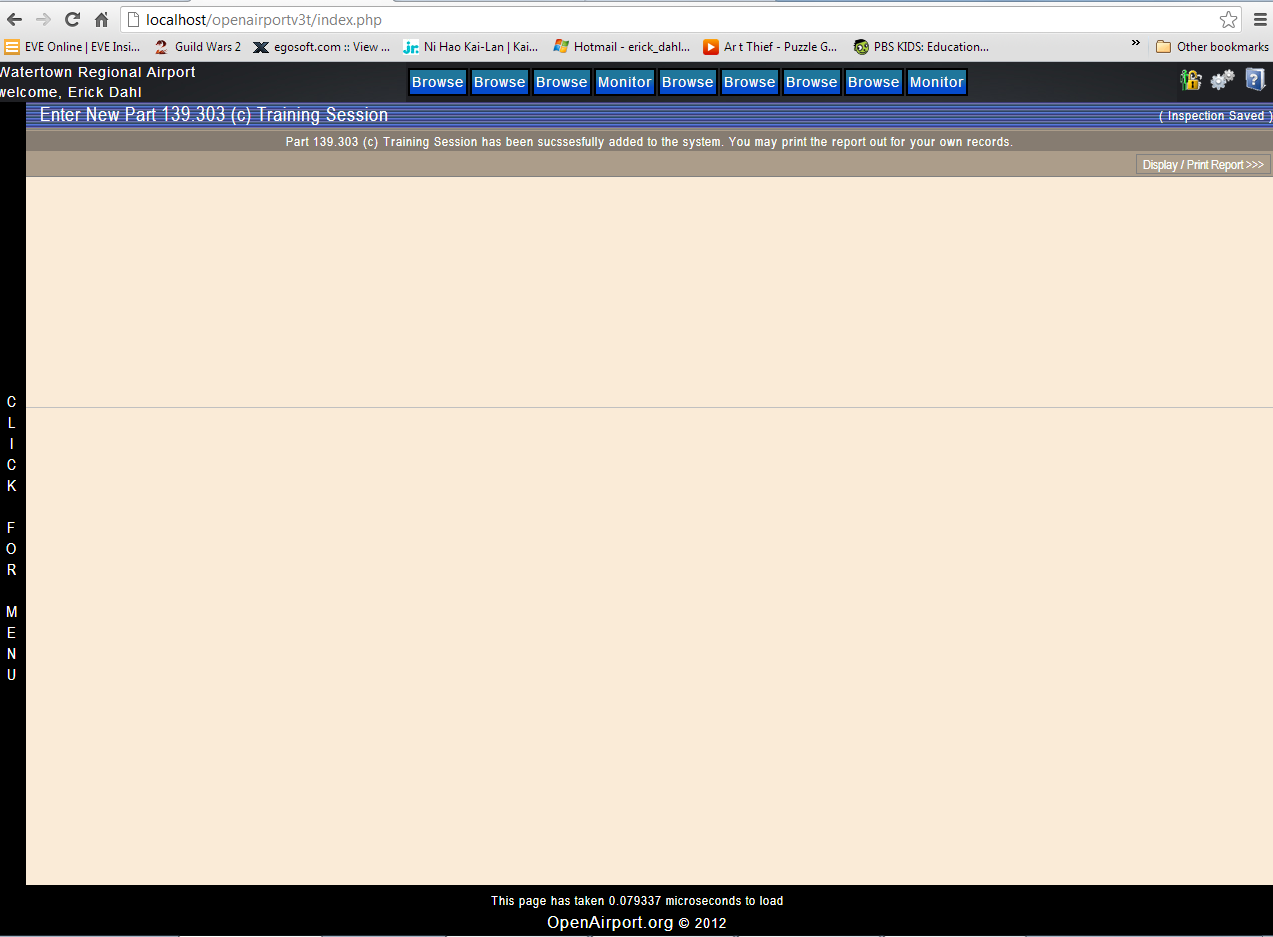 localhost/openairportv3t/index.php
EVE Online | EVE Insi... Guild Wars 2 egosoft.com :: View ... Ni Hao Kai-Lan | Kai... Hotmail - erick_dahl... Art Thief - Puzzle G... PBS KIDS: Education... » Other bookmarks
Watertown Regional Airport
welcome, Erick Dahl
Browse Browse Browse Monitor Browse Browse Browse Browse Monitor
Enter New Part 139.303 (c) Training Session ( Inspection Saved )
Part 139.303 (c) Training Session has been sucssesfully added to the system. You may print the report out for your own records.
Display / Print Report >>>
C
L
I
C
K
F
O
R
M
E
N
U
This page has taken 0.079337 microseconds to load
OpenAirport.org © 2012